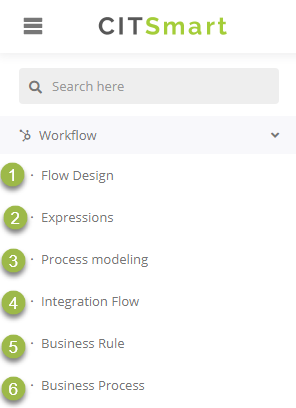 CITSmart
Search here
Workflow
1 · Flow Design
2 · Expressions
3 · Process modeling
4 · Integration Flow
5 · Business Rule
6 · Business Process